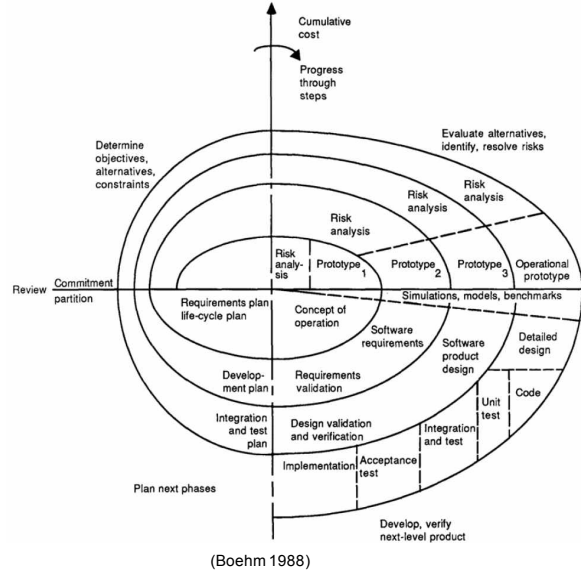 Cumulative
cost
Progress
through
steps
Determine
objectives,
alternatives,
constraints
Evaluate alternatives,
identify, resolve risks
Risk
analysis
Risk
analysis
Risk
analysis
Risk
analy-
sis
Prototype
1
Prototype
2
Prototype
3
Operational
prototype
Review
Commitment
partition
Simulations, models, benchmarks
Requirements plan
life-cycle plan
Concept of
operation
Software
requirements
Software
product
design
Detailed
design
Develop-
ment plan
Requirements
validation
Code
Unit
test
Integration
and test
plan
Design validation
and verification
Integration
and test
Acceptance
test
Implementation
Plan next phases
Develop, verify
next-level product
(Boehm 1988)